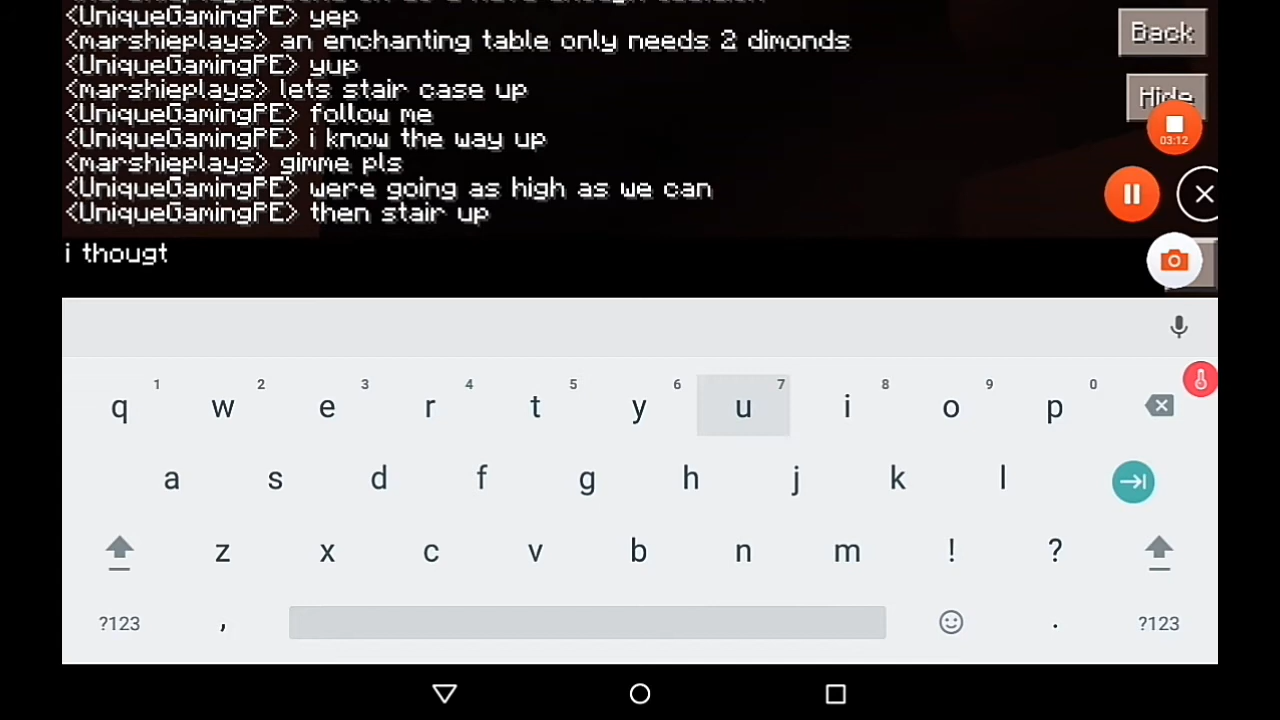 <UniqueGamingPE> yep
<marshieplays> an enchanting table only needs 2 dimonds
<UniqueGamingPE> yup
<marshieplays> lets stair case up
<UniqueGamingPE> follow me
<UniqueGamingPE> i know the way up
<marshieplays> gimme pls
<UniqueGamingPE> were going as high as we can
<UniqueGamingPE> then stair up
i thougt
Back
Hide
03:12
1 2 3 4 5 6 7 8 9 0
q w e r t y u i o p
a s d f g h j k l
z x c v b n m ! ?
?123 , . ?123